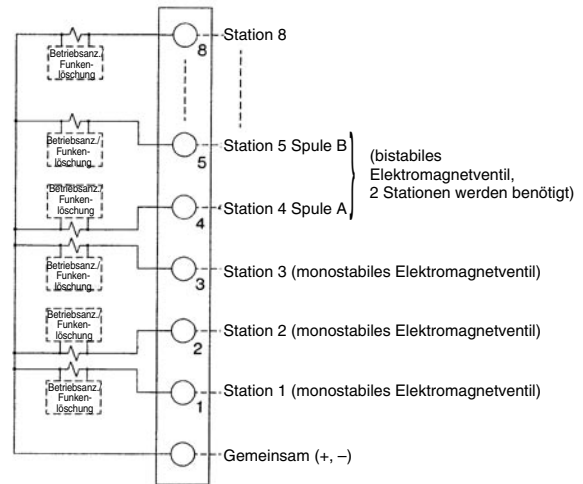 Betriebsanz./
Funken-
löschung
8
Station 8
Betriebsanz./
Funken-
löschung
5
Station 5 Spule B
(bistabiles
Elektromagnetventil,
2 Stationen werden benötigt)
Betriebsanz./
Funken-
löschung
4
Station 4 Spule A
Betriebsanz./
Funken-
löschung
3
Station 3 (monostabiles Elektromagnetventil)
Betriebsanz./
Funken-
löschung
2
Station 2 (monostabiles Elektromagnetventil)
Betriebsanz./
Funken-
löschung
1
Station 1 (monostabiles Elektromagnetventil)
Gemeinsam (+, –)